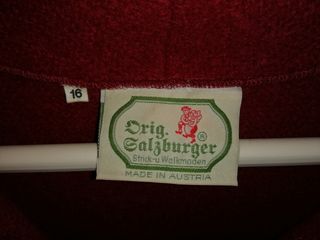 16
Orig.
Salzburger ®
Strick-u.Walkmoden
MADE IN AUSTRIA